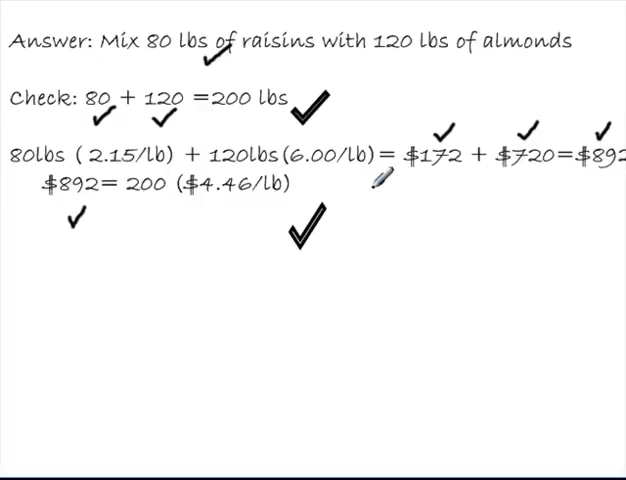 Answer: Mix 80 lbs of raisins with 120 lbs of almonds
Check: 80 + 120 =200 lbs
80lbs ( 2.15/lb) + 120lbs(6.00/lb)= $172 + $720=$892
$892= 200 ($4.46/lb)